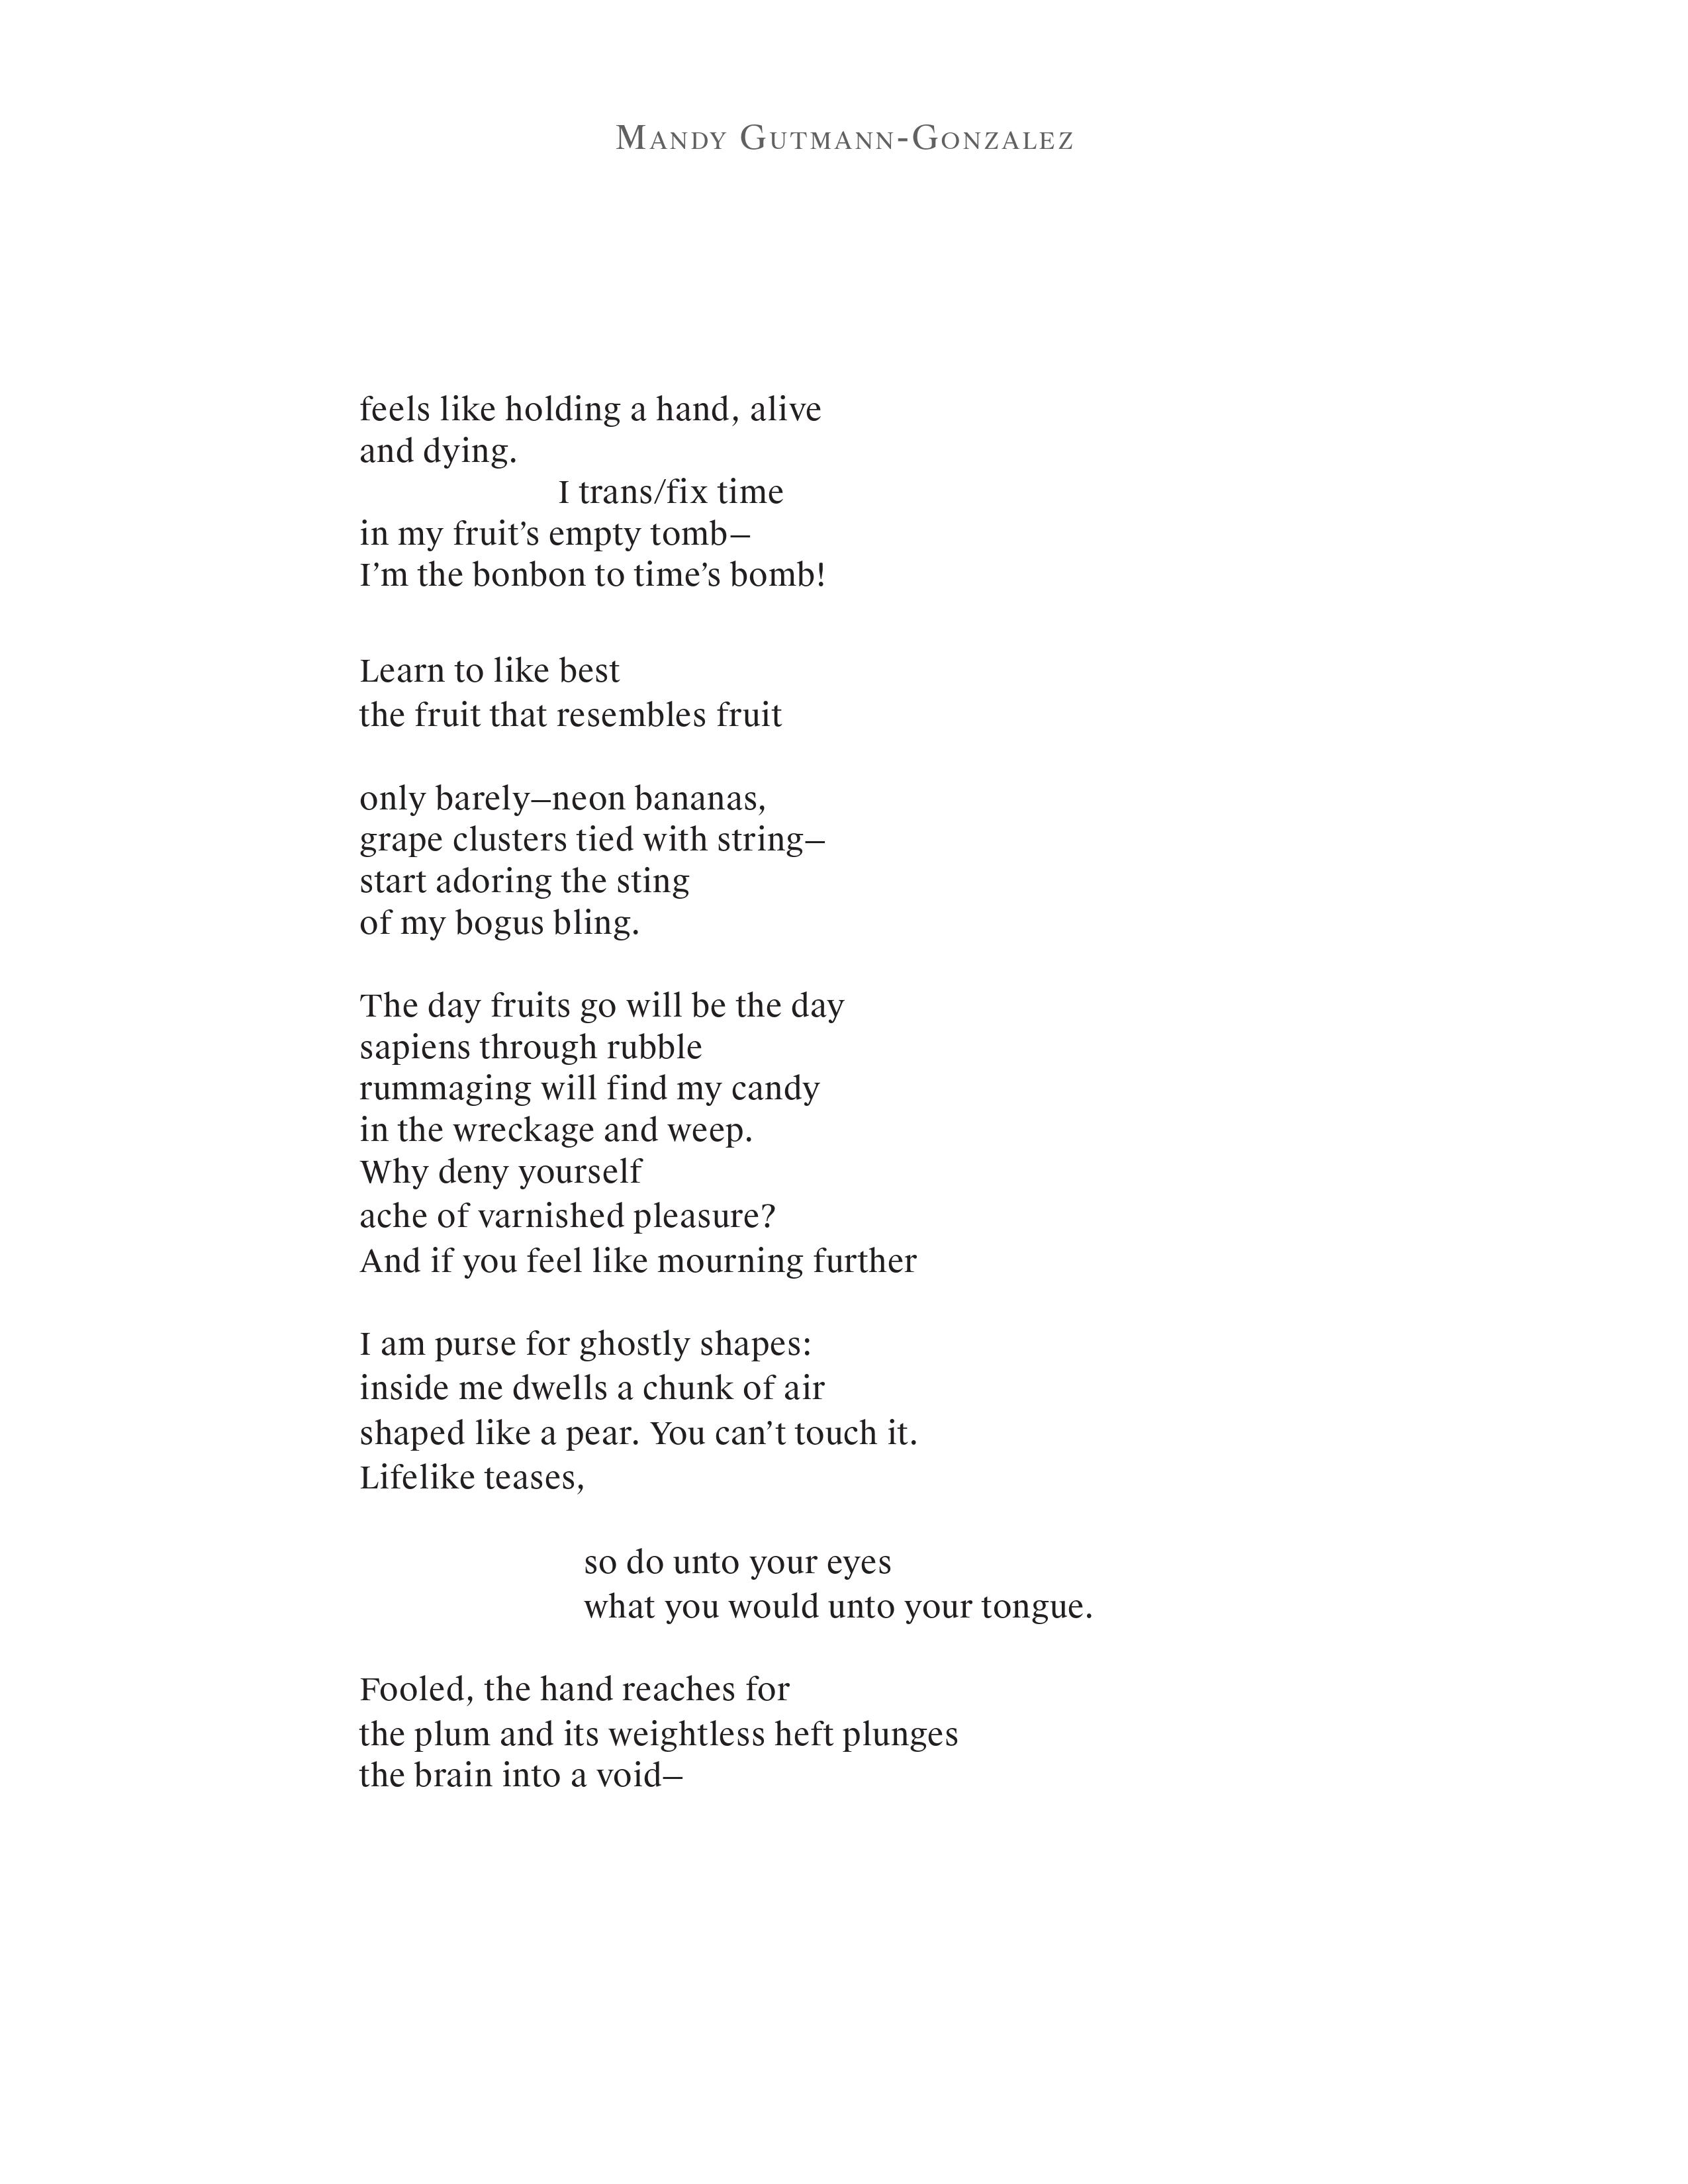 Mandy Gutmann-Gonzalez
feels like holding a hand, alive
and dying.
I trans/fix time
in my fruit’s empty tomb–
I’m the bonbon to time’s bomb!
Learn to like best
the fruit that resembles fruit
only barely–neon bananas,
grape clusters tied with string–
start adoring the sting
of my bogus bling.
The day fruits go will be the day
sapiens through rubble
rummaging will find my candy
in the wreckage and weep.
Why deny yourself
ache of varnished pleasure?
And if you feel like mourning further
I am purse for ghostly shapes:
inside me dwells a chunk of air
shaped like a pear. You can’t touch it.
Lifelike teases,
so do unto your eyes
what you would unto your tongue.
Fooled, the hand reaches for
the plum and its weightless heft plunges
the brain into a void–